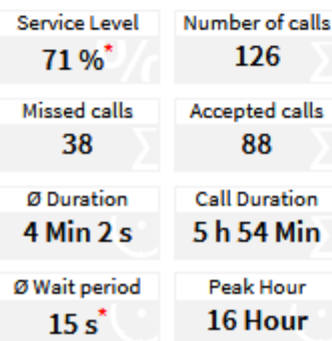 Service Level
71 %*
Number of calls
126
Missed calls
38
Accepted calls
88
Ø Duration
4 Min 2 s
Call Duration
5 h 54 Min
Ø Wait period
15 s*
Peak Hour
16 Hour